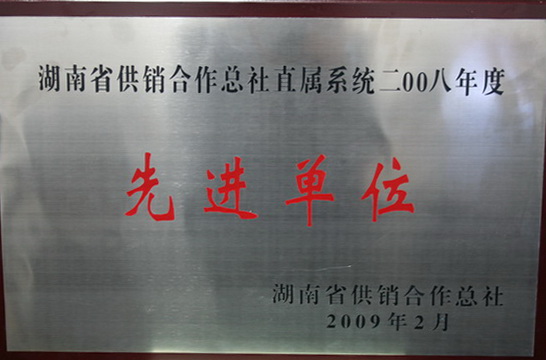 湖南省供销合作总社直属系统二00八年度
先进单位
湖南省供销合作总社
2009年2月